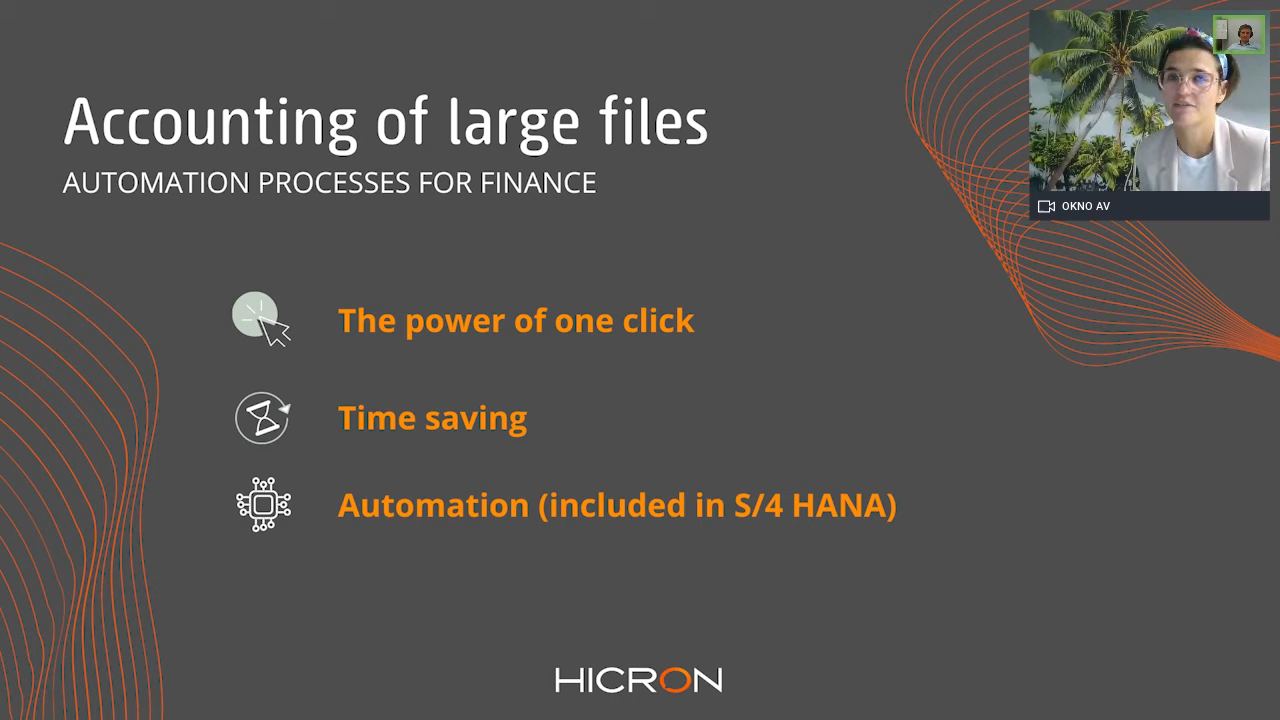 Accounting of large files
AUTOMATION PROCESSES FOR FINANCE
OKNO AV
The power of one click
Time saving
Automation (included in S/4 HANA)
HICRON